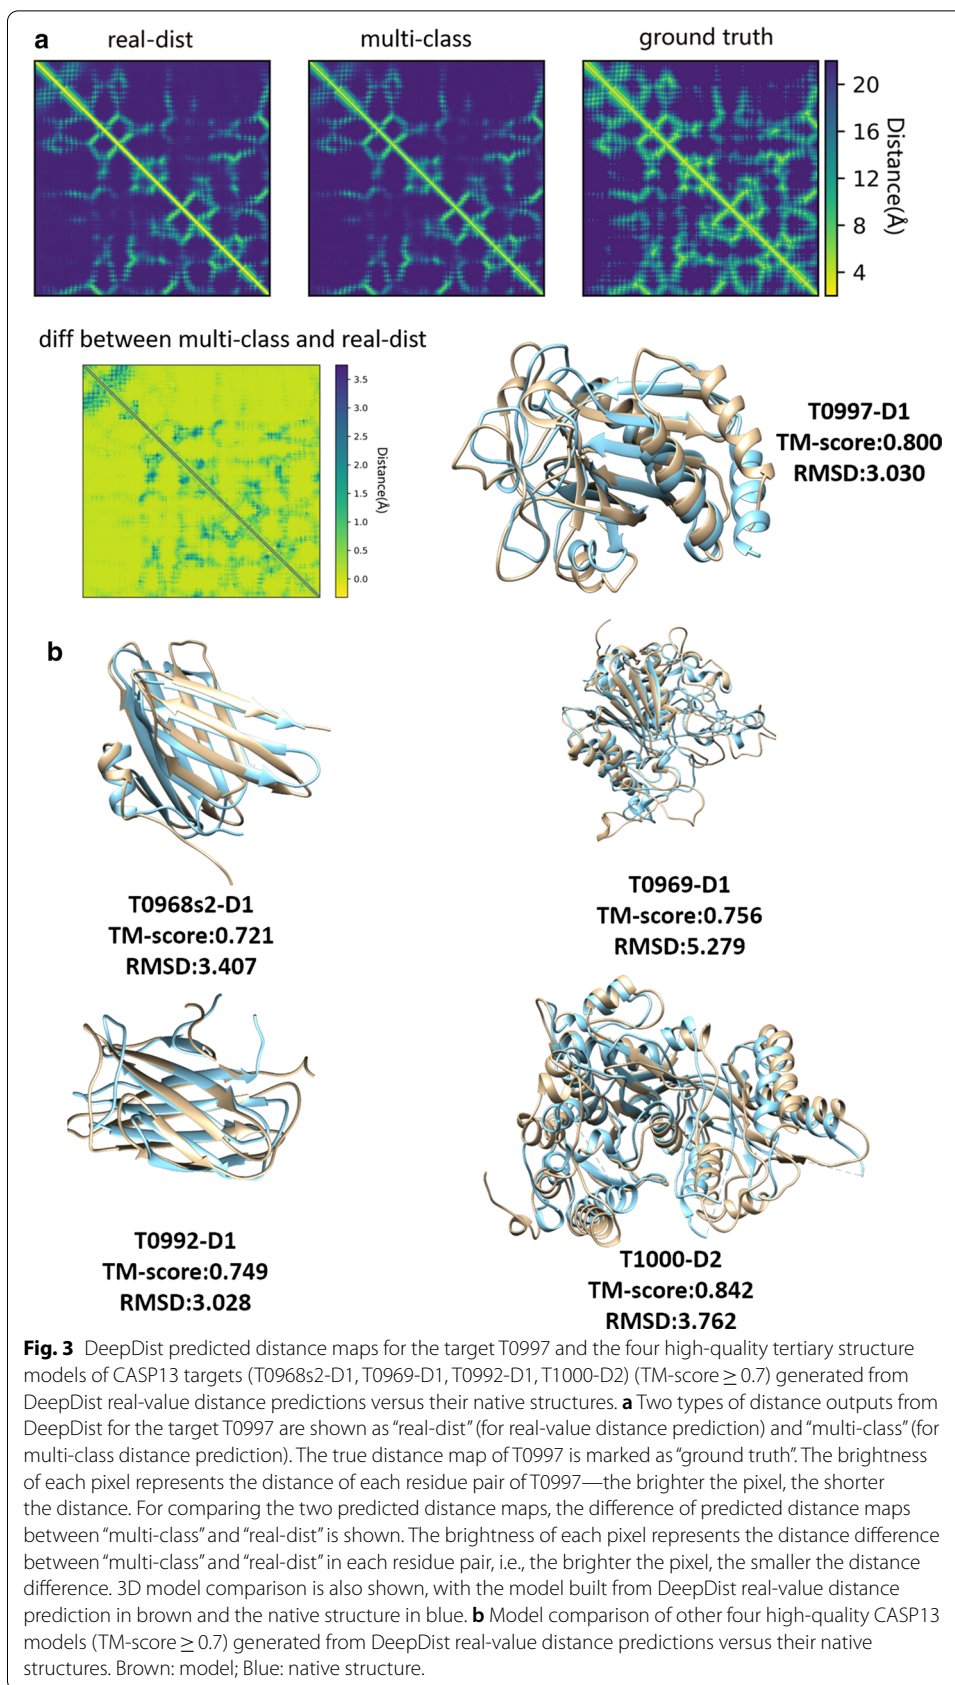 a
real-dist
multi-class
ground truth
20
16
12
8
4
Distance(Å)
diff between multi-class and real-dist
3.5
3.0
2.5
2.0
1.5
1.0
0.5
0.0
Distance(Å)
T0997-D1
TM-score:0.800
RMSD:3.030
b
T0968s2-D1
TM-score:0.721
RMSD:3.407
T0969-D1
TM-score:0.756
RMSD:5.279
T0992-D1
TM-score:0.749
RMSD:3.028
T1000-D2
TM-score:0.842
RMSD:3.762
Fig. 3 DeepDist predicted distance maps for the target T0997 and the four high-quality tertiary structure
models of CASP13 targets (T0968s2-D1, T0969-D1, T0992-D1, T1000-D2) (TM-score ≥ 0.7) generated from
DeepDist real-value distance predictions versus their native structures. a Two types of distance outputs from
DeepDist for the target T0997 are shown as “real-dist” (for real-value distance prediction) and “multi-class” (for
multi-class distance prediction). The true distance map of T0997 is marked as “ground truth”. The brightness
of each pixel represents the distance of each residue pair of T0997—the brighter the pixel, the shorter
the distance. For comparing the two predicted distance maps, the difference of predicted distance maps
between “multi-class” and “real-dist” is shown. The brightness of each pixel represents the distance difference
between “multi-class” and “real-dist” in each residue pair, i.e., the brighter the pixel, the smaller the distance
difference. 3D model comparison is also shown, with the model built from DeepDist real-value distance
prediction in brown and the native structure in blue. b Model comparison of other four high-quality CASP13
models (TM-score ≥ 0.7) generated from DeepDist real-value distance predictions versus their native
structures. Brown: model; Blue: native structure.